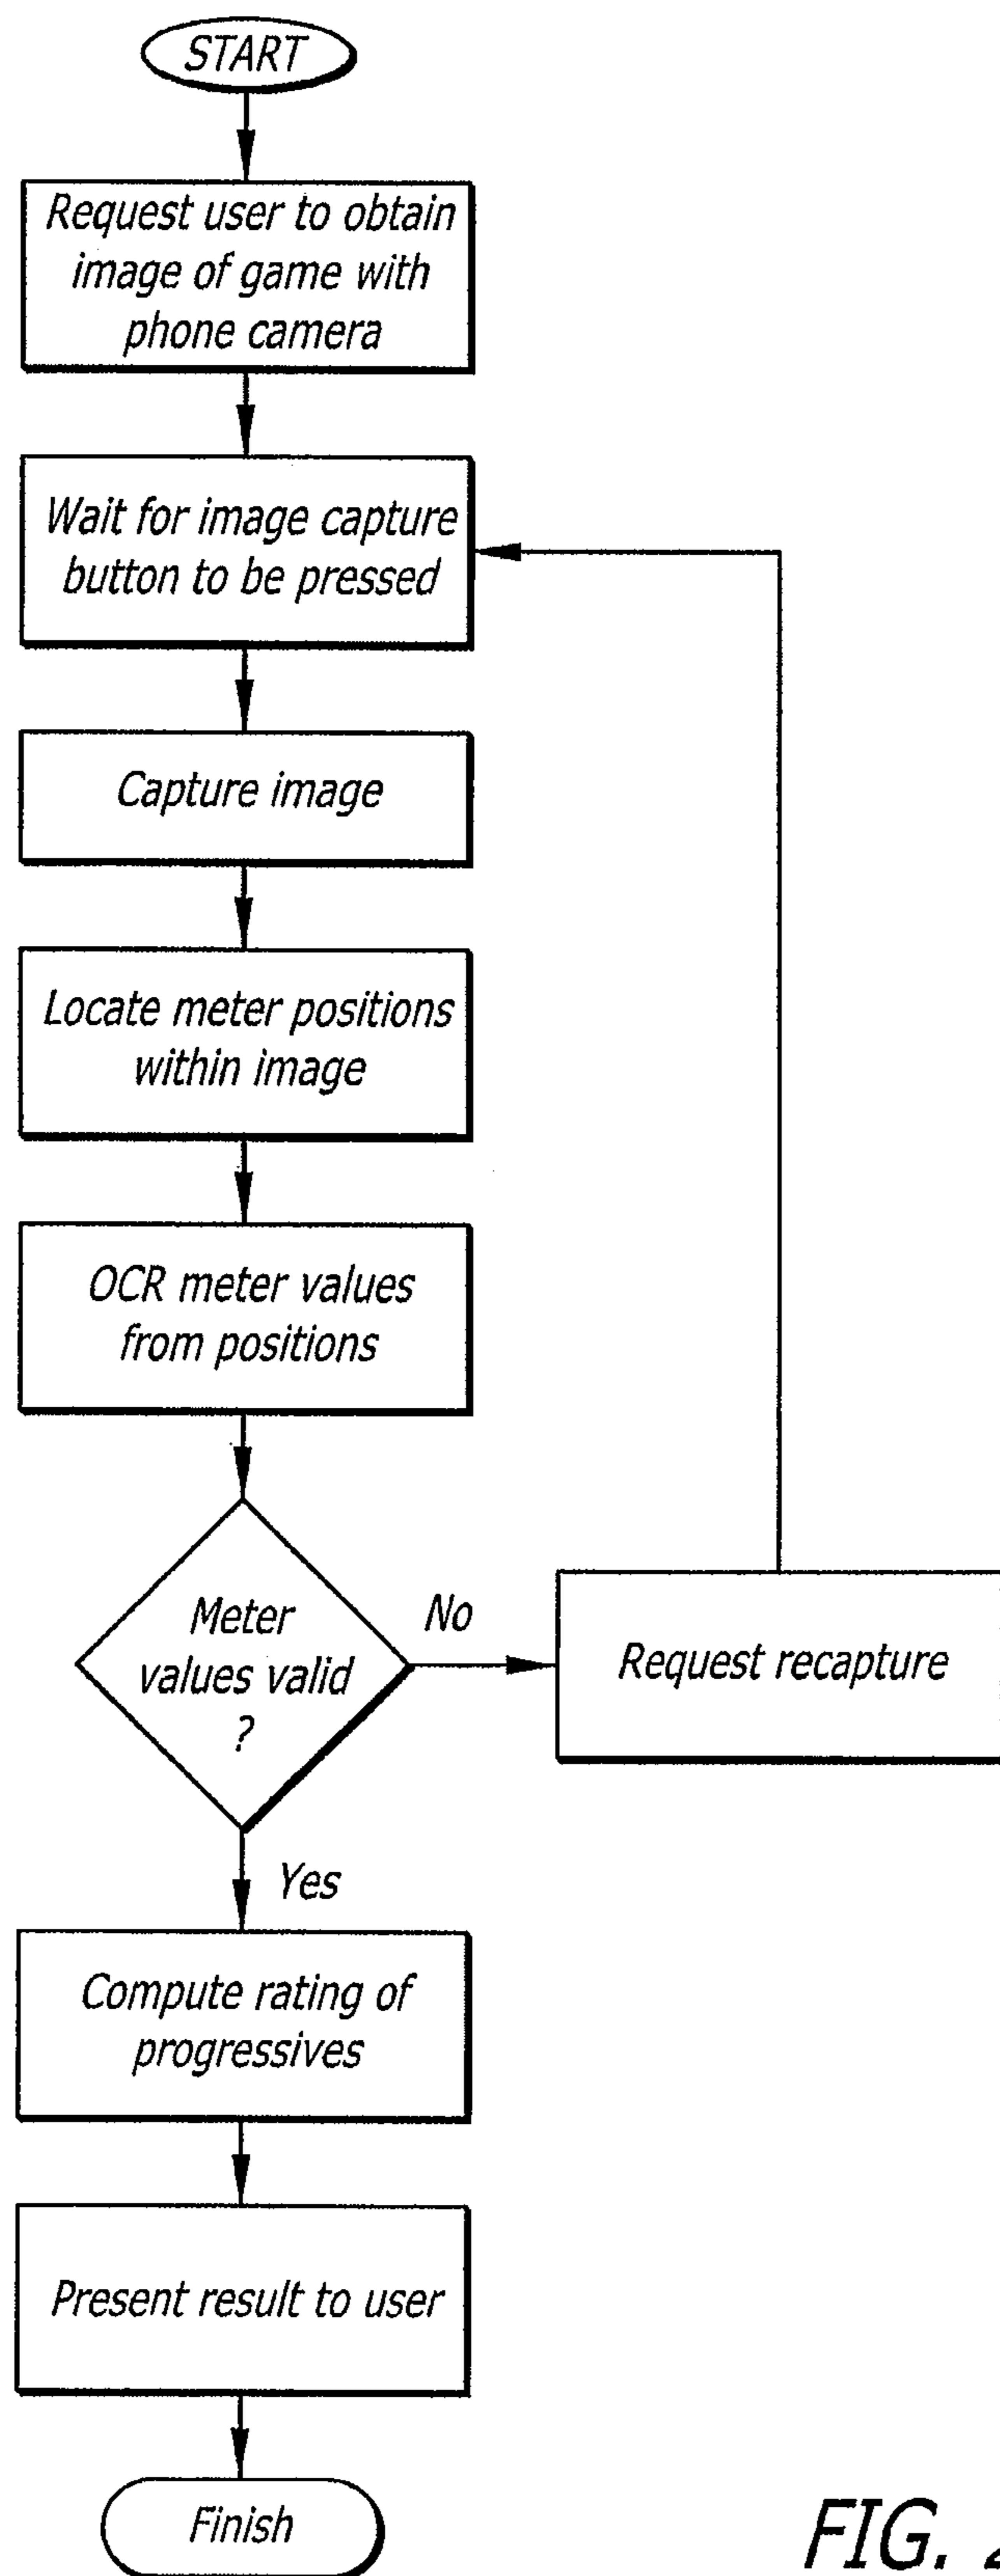 START
Request user to obtain
image of game with
phone camera
Wait for image capture
button to be pressed
Capture image
Locate meter positions
within image
OCR meter values
from positions
Meter
values valid
?
No
Request recapture
Yes
Compute rating of
progressives
Present result to user
Finish
FIG.